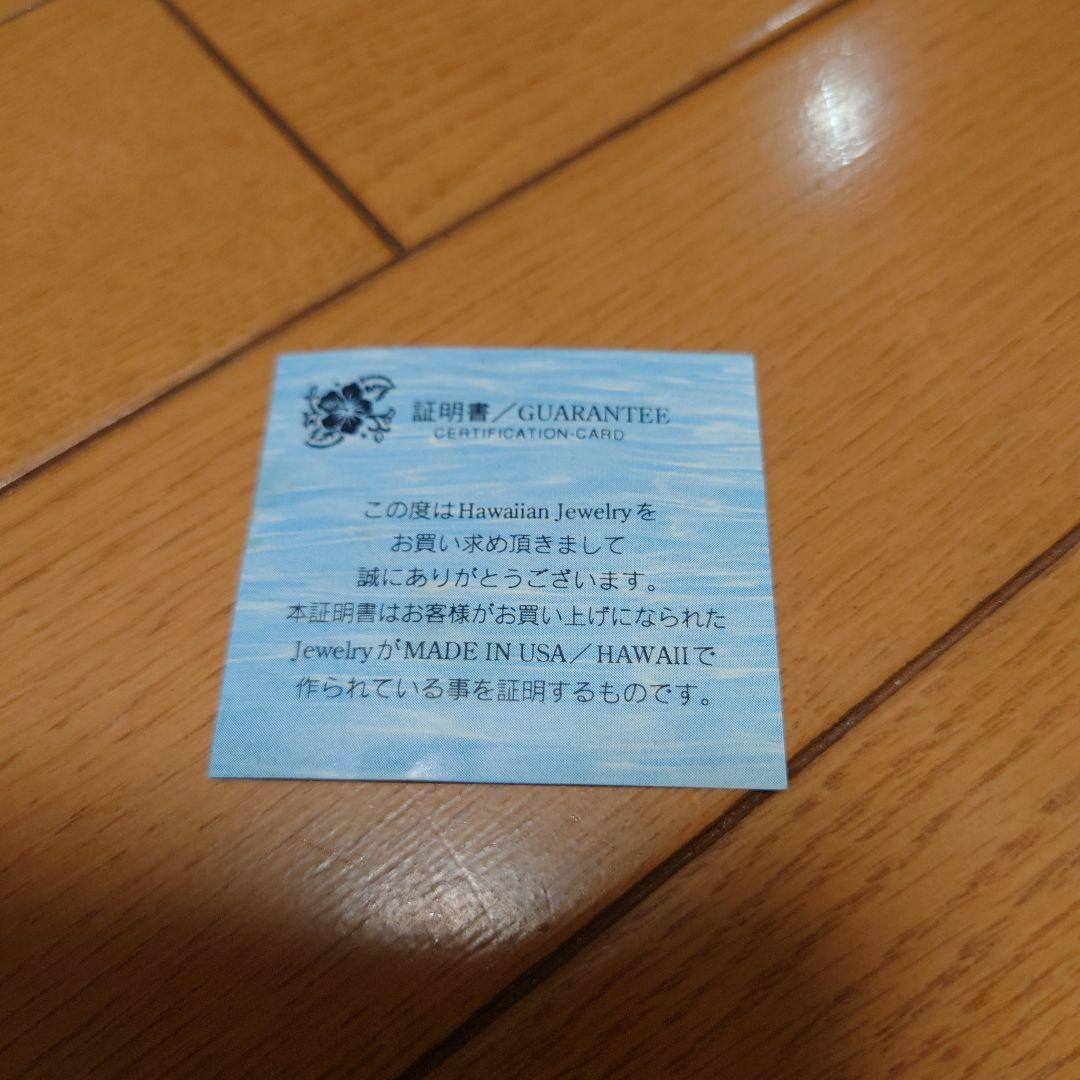 証明書／GUARANTEE
CERTIFICATION-CARD
この度はHawaiian Jewelryを
お買い求め頂きまして
誠にありがとうございます。
本証明書はお客様がお買い上げになられた
JewelryがMADE IN USA／HAWAIIで
作られている事を証明するものです。